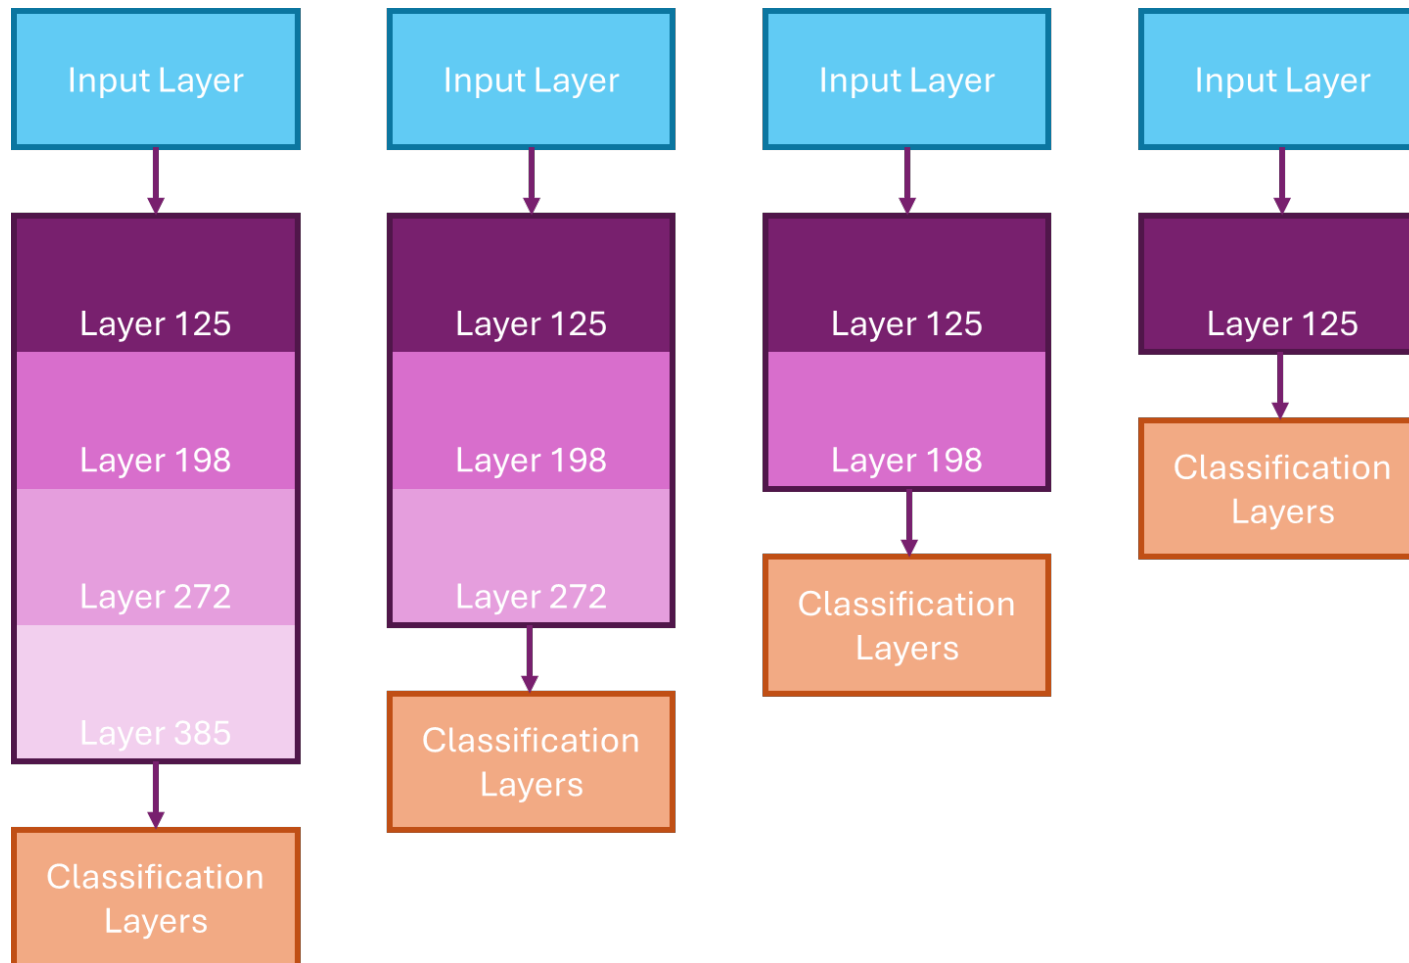 Input Layer
Layer 125
Layer 198
Layer 272
Layer 385
Classification
Layers
Input Layer
Layer 125
Layer 198
Layer 272
Classification
Layers
Input Layer
Layer 125
Layer 198
Classification
Layers
Input Layer
Layer 125
Classification
Layers